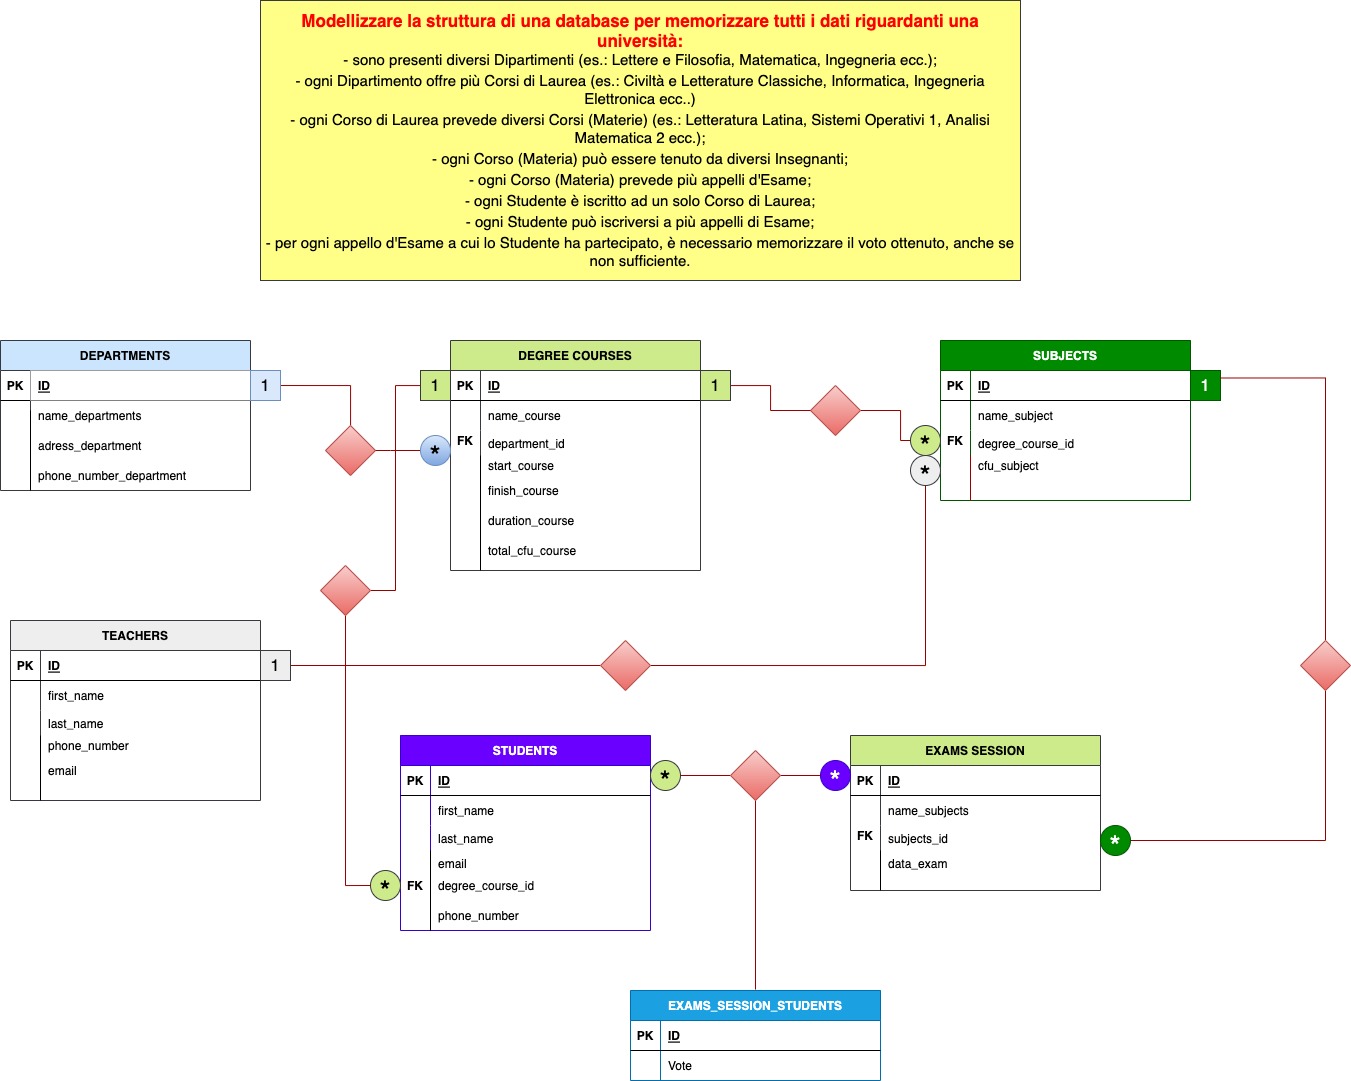 Modellizzare la struttura di una database per memorizzare tutti i dati riguardanti una
università:
- sono presenti diversi Dipartimenti (es.: Lettere e Filosofia, Matematica, Ingegneria ecc.);
- ogni Dipartimento offre più Corsi di Laurea (es.: Civiltà e Letterature Classiche, Informatica, Ingegneria
Elettronica ecc..)
- ogni Corso di Laurea prevede diversi Corsi (Materie) (es.: Letteratura Latina, Sistemi Operativi 1, Analisi
Matematica 2 ecc.);
- ogni Corso (Materia) può essere tenuto da diversi Insegnanti;
- ogni Corso (Materia) prevede più appelli d'Esame;
- ogni Studente è iscritto ad un solo Corso di Laurea;
- ogni Studente può iscriversi a più appelli di Esame;
- per ogni appello d'Esame a cui lo Studente ha partecipato, è necessario memorizzare il voto ottenuto, anche se
non sufficiente.
DEPARTMENTS
PK ID 1
name_departments
adress_department
phone_number_department
DEGREE COURSES
1 PK ID 1
name_course
* FK department_id
start_course
finish_course
duration_course
total_cfu_course
SUBJECTS
PK ID 1
name_subject
* FK degree_course_id
* cfu_subject
TEACHERS
PK ID 1
first_name
last_name
phone_number
email
STUDENTS
PK ID *
first_name
last_name
email
* FK degree_course_id
phone_number
EXAMS SESSION
* PK ID
name_subjects
FK subjects_id *
data_exam
EXAMS_SESSION_STUDENTS
PK ID
Vote